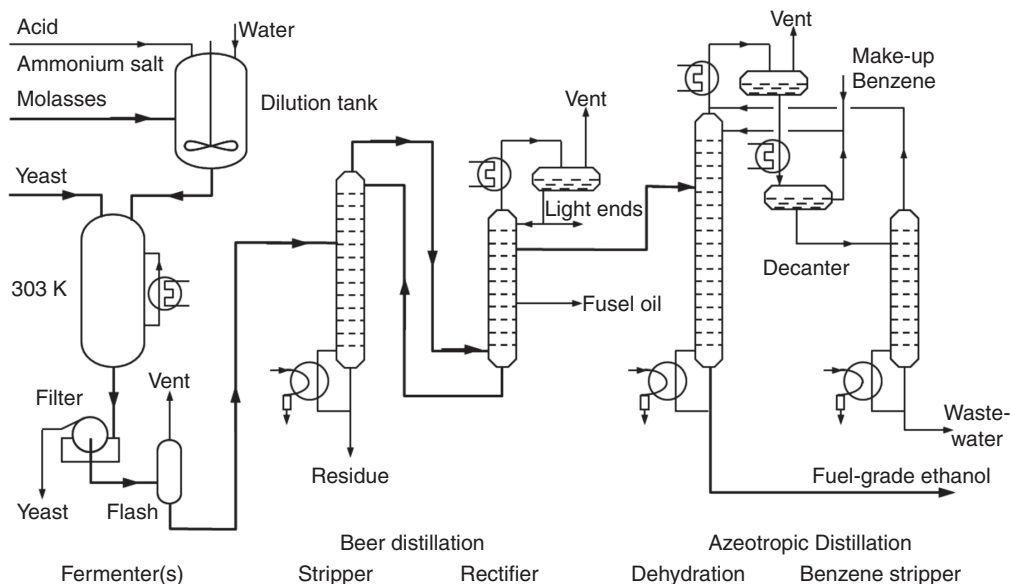 Acid
Water
Ammonium salt
Molasses
Dilution tank
Yeast
303 K
Filter
Vent
Yeast
Flash
Residue
Vent
Light ends
Fusel oil
Vent
Make-up
Benzene
Decanter
Waste-
water
Fuel-grade ethanol
Beer distillation
Azeotropic Distillation
Fermenter(s)
Stripper
Rectifier
Dehydration
Benzene stripper